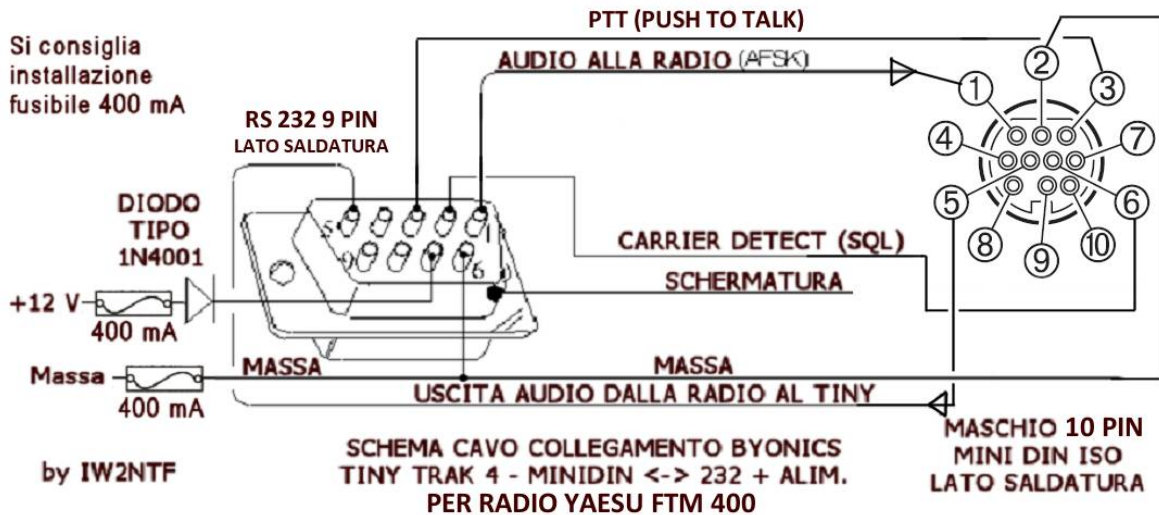 PTT (PUSH TO TALK)
Si consiglia
installazione
fusibile 400 mA
AUDIO ALLA RADIO (AFSK)
RS 232 9 PIN
LATO SALDATURA
1
2
3
4
5
6
7
8
9
10
DIODO
TIPO
1N4001
5
1
9
6
CARRIER DETECT (SQL)
SCHERMATURA
+12 V
400 mA
Massa
400 mA
MASSA
MASSA
USCITA AUDIO DALLA RADIO AL TINY
by IW2NTF
SCHEMA CAVO COLLEGAMENTO BYONICS
TINY TRAK 4 - MINIDIN <-> 232 + ALIM.
PER RADIO YAESU FTM 400
MASCHIO 10 PIN
MINI DIN ISO
LATO SALDATURA